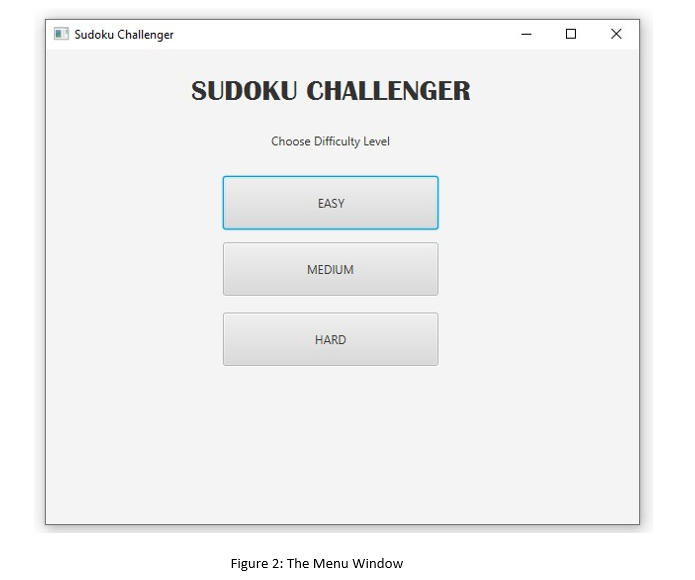 Sudoku Challenger
SUDOKU CHALLENGER
Choose Difficulty Level
EASY
MEDIUM
HARD
Figure 2: The Menu Window